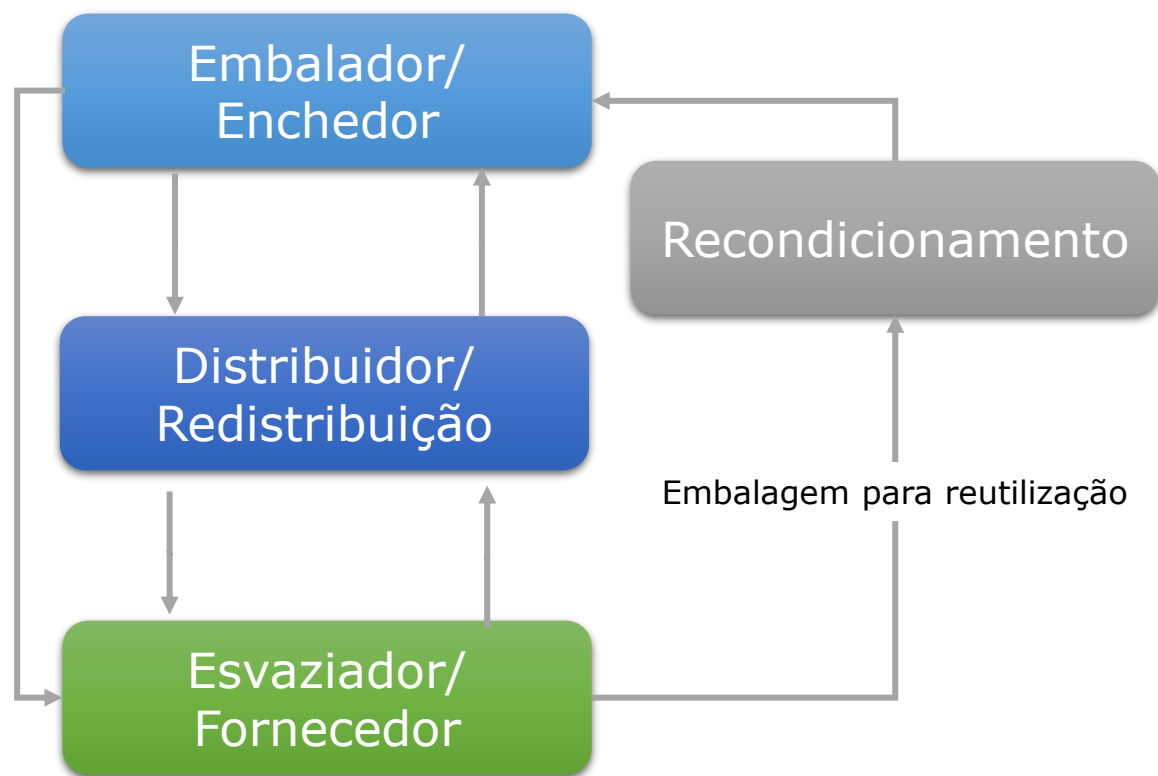 Embalador/
Enchedor
Recondicionamento
Distribuidor/
Redistribuição
Embalagem para reutilização
Esvaziador/
Fornecedor